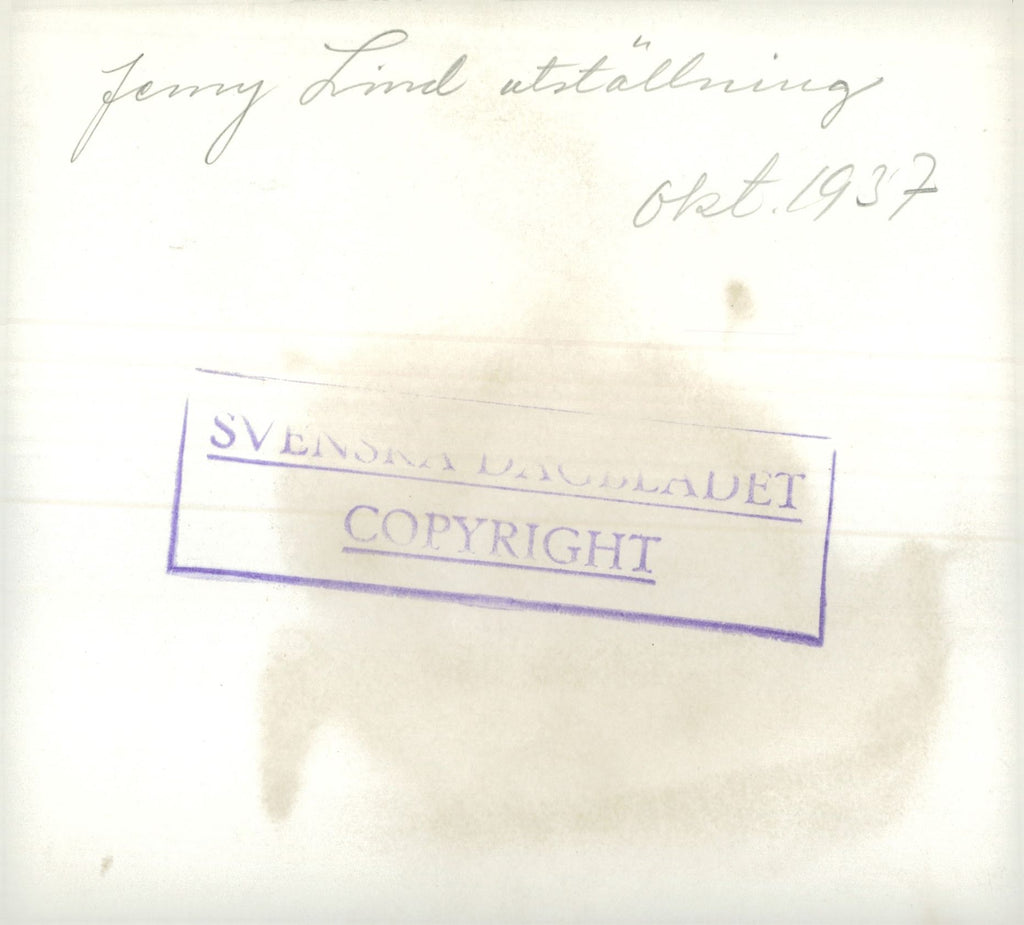 Jenny Lind utställning
okt. 1937
SVENSKA DAGBLADET
COPYRIGHT